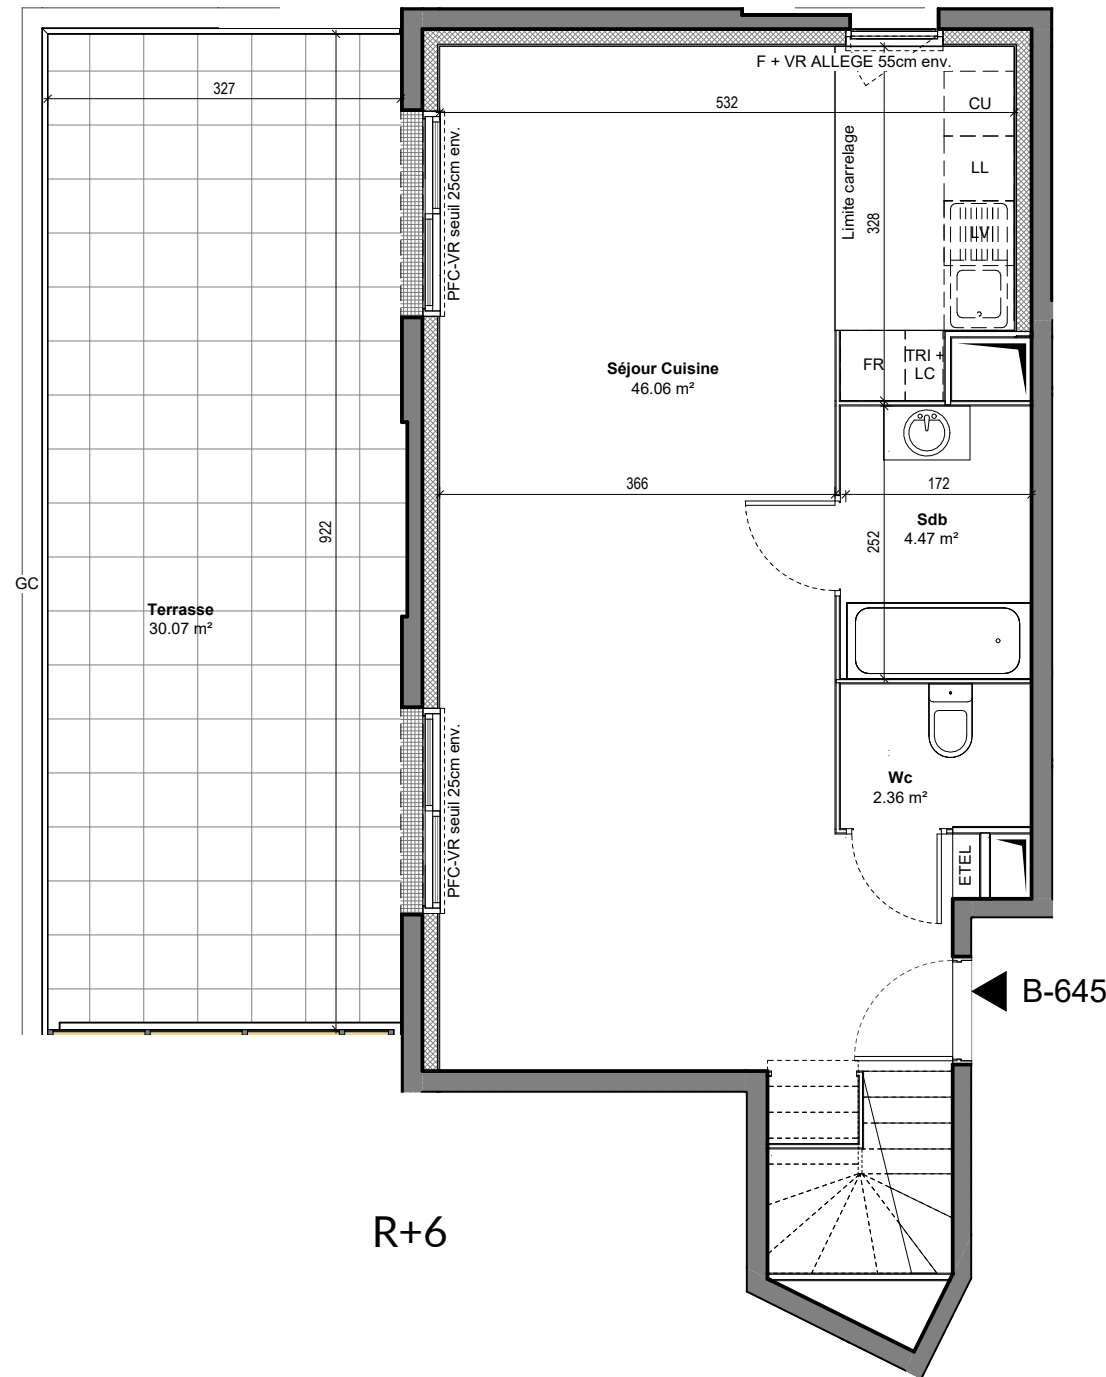 F + VR ALLEGE 55cm env.
327
532
CU
LL
LV
Limite carrelage
328
PFC-VR seuil 25cm env.
Séjour Cuisine
46.06 m²
FR
TRI +
LC
366
172
Sdb
4.47 m²
252
922
GC
Terrasse
30.07 m²
PFC-VR seuil 25cm env.
Wc
2.36 m²
ETEL
B-645
R+6